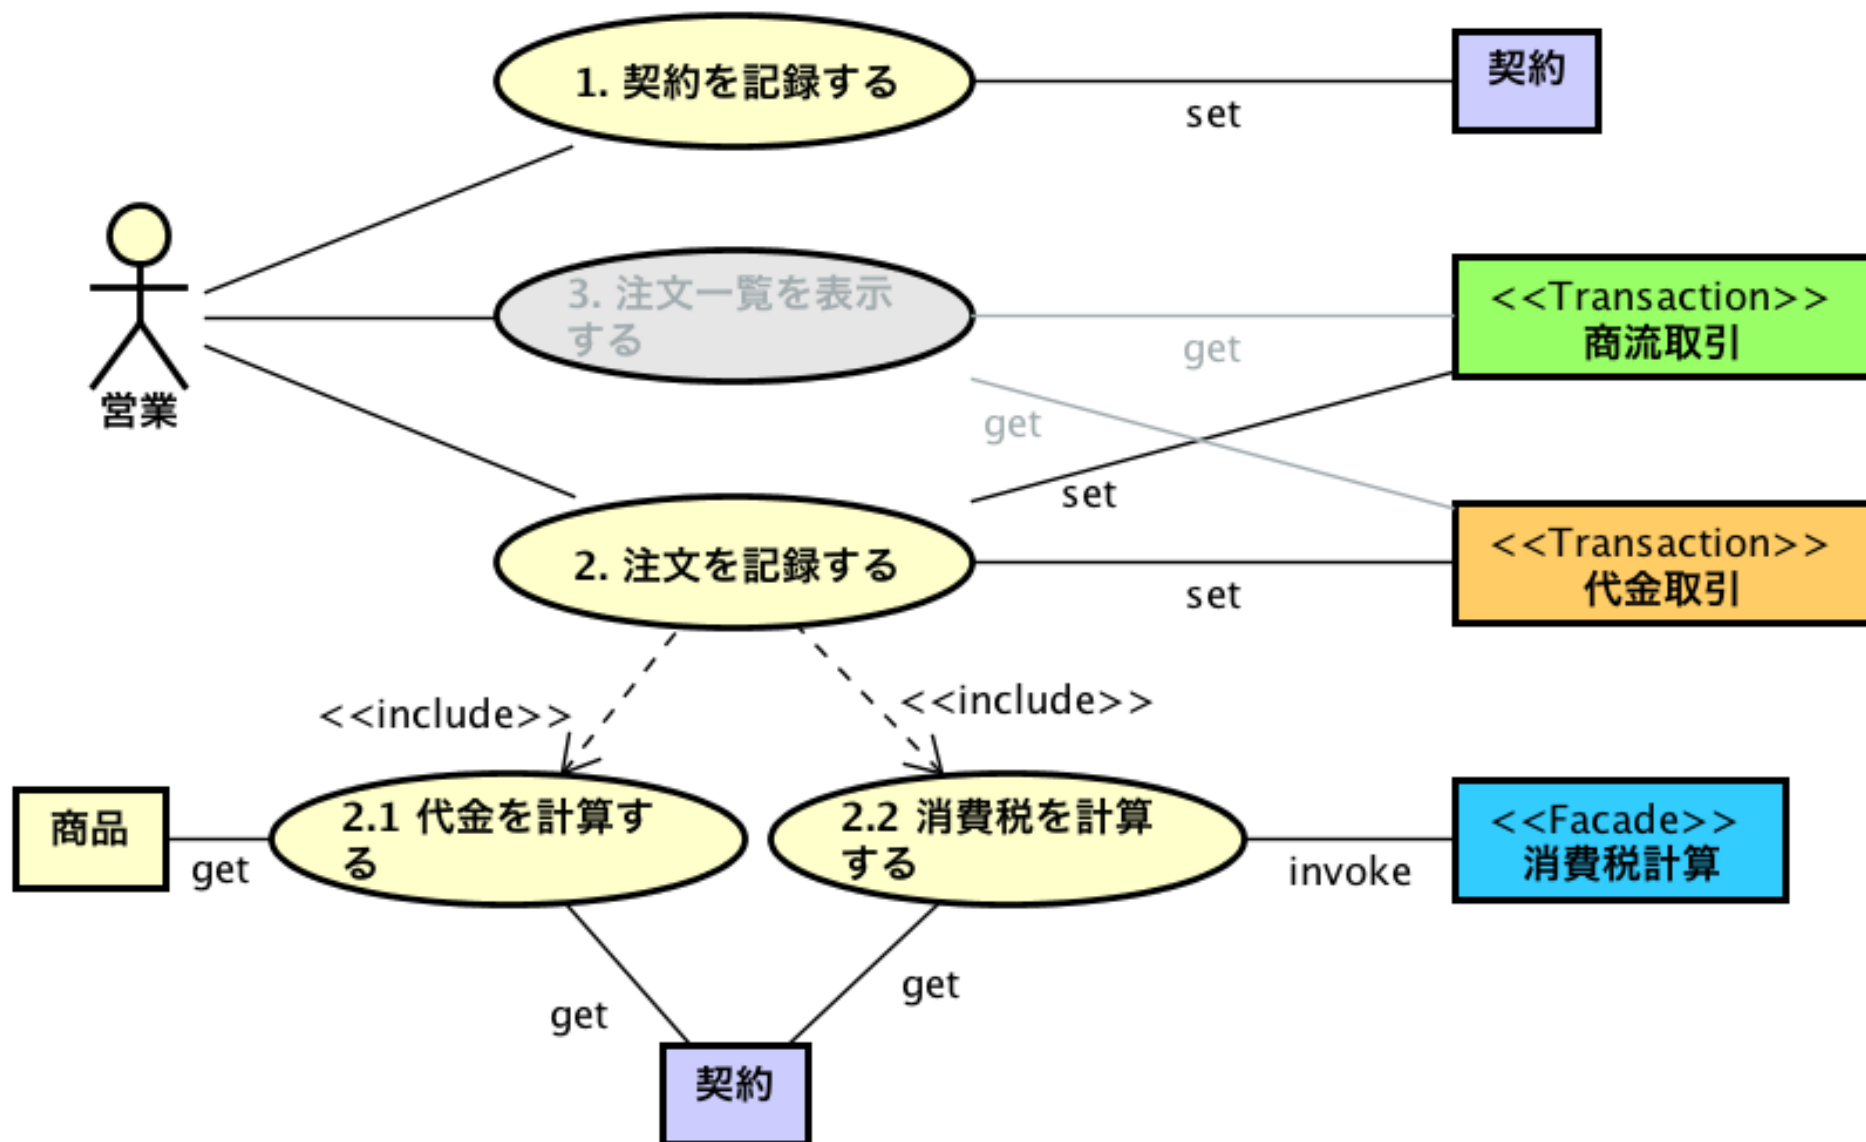 1. 契約を記録する
set
契約
営業
3. 注文一覧を表示
する
get
get
<<Transaction>>
商流取引
2. 注文を記録する
set
set
<<Transaction>>
代金取引
<<include>>
<<include>>
商品
get
2.1 代金を計算す
る
2.2 消費税を計算
する
invoke
<<Facade>>
消費税計算
get
get
契約